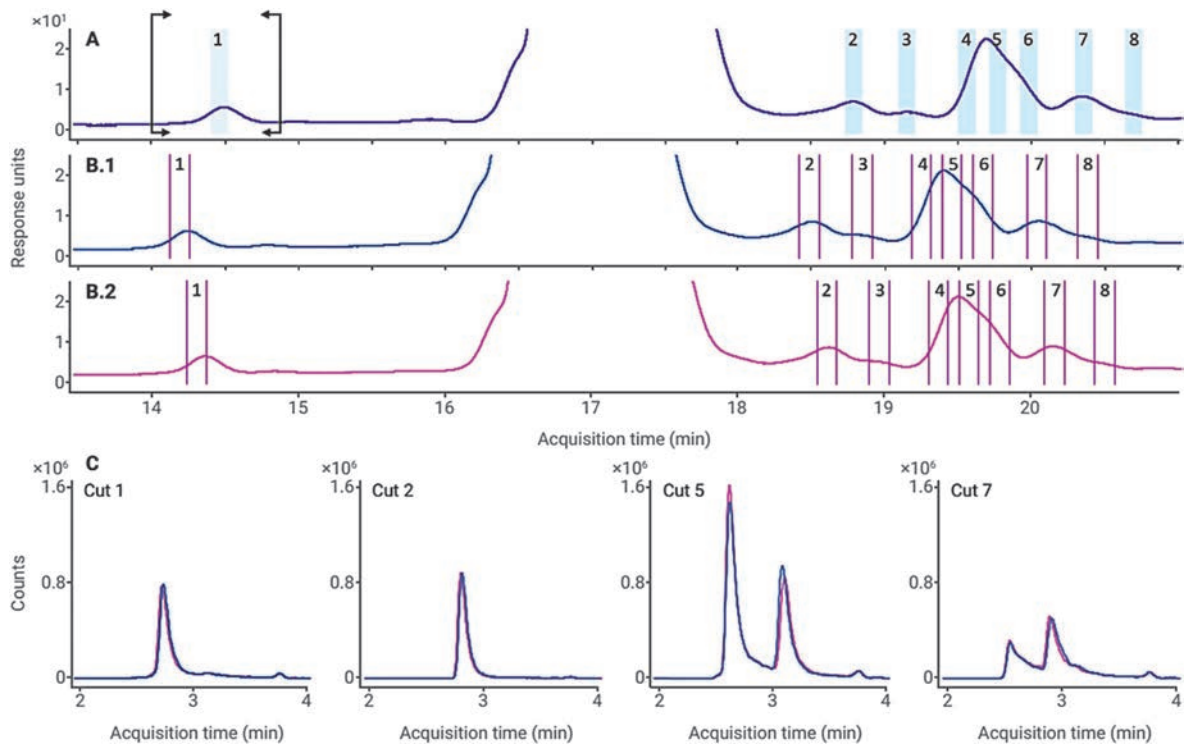 ×10¹
A 1 2 3 4 5 6 7 8
2
1
0
B.1 1 2 3 4 5 6 7 8
2
1
0
B.2 1 2 3 4 5 6 7 8
2
1
0
Response units
14 15 16 17 18 19 20
Acquisition time (min)
C
×10⁶ ×10⁶ ×10⁶ ×10⁶
1.6 Cut 1 1.6 Cut 2 1.6 Cut 5 1.6 Cut 7
0.8 0.8 0.8 0.8
0 0 0 0
Counts
2 3 4 2 3 4 2 3 4 2 3 4
Acquisition time (min) Acquisition time (min) Acquisition time (min) Acquisition time (min)